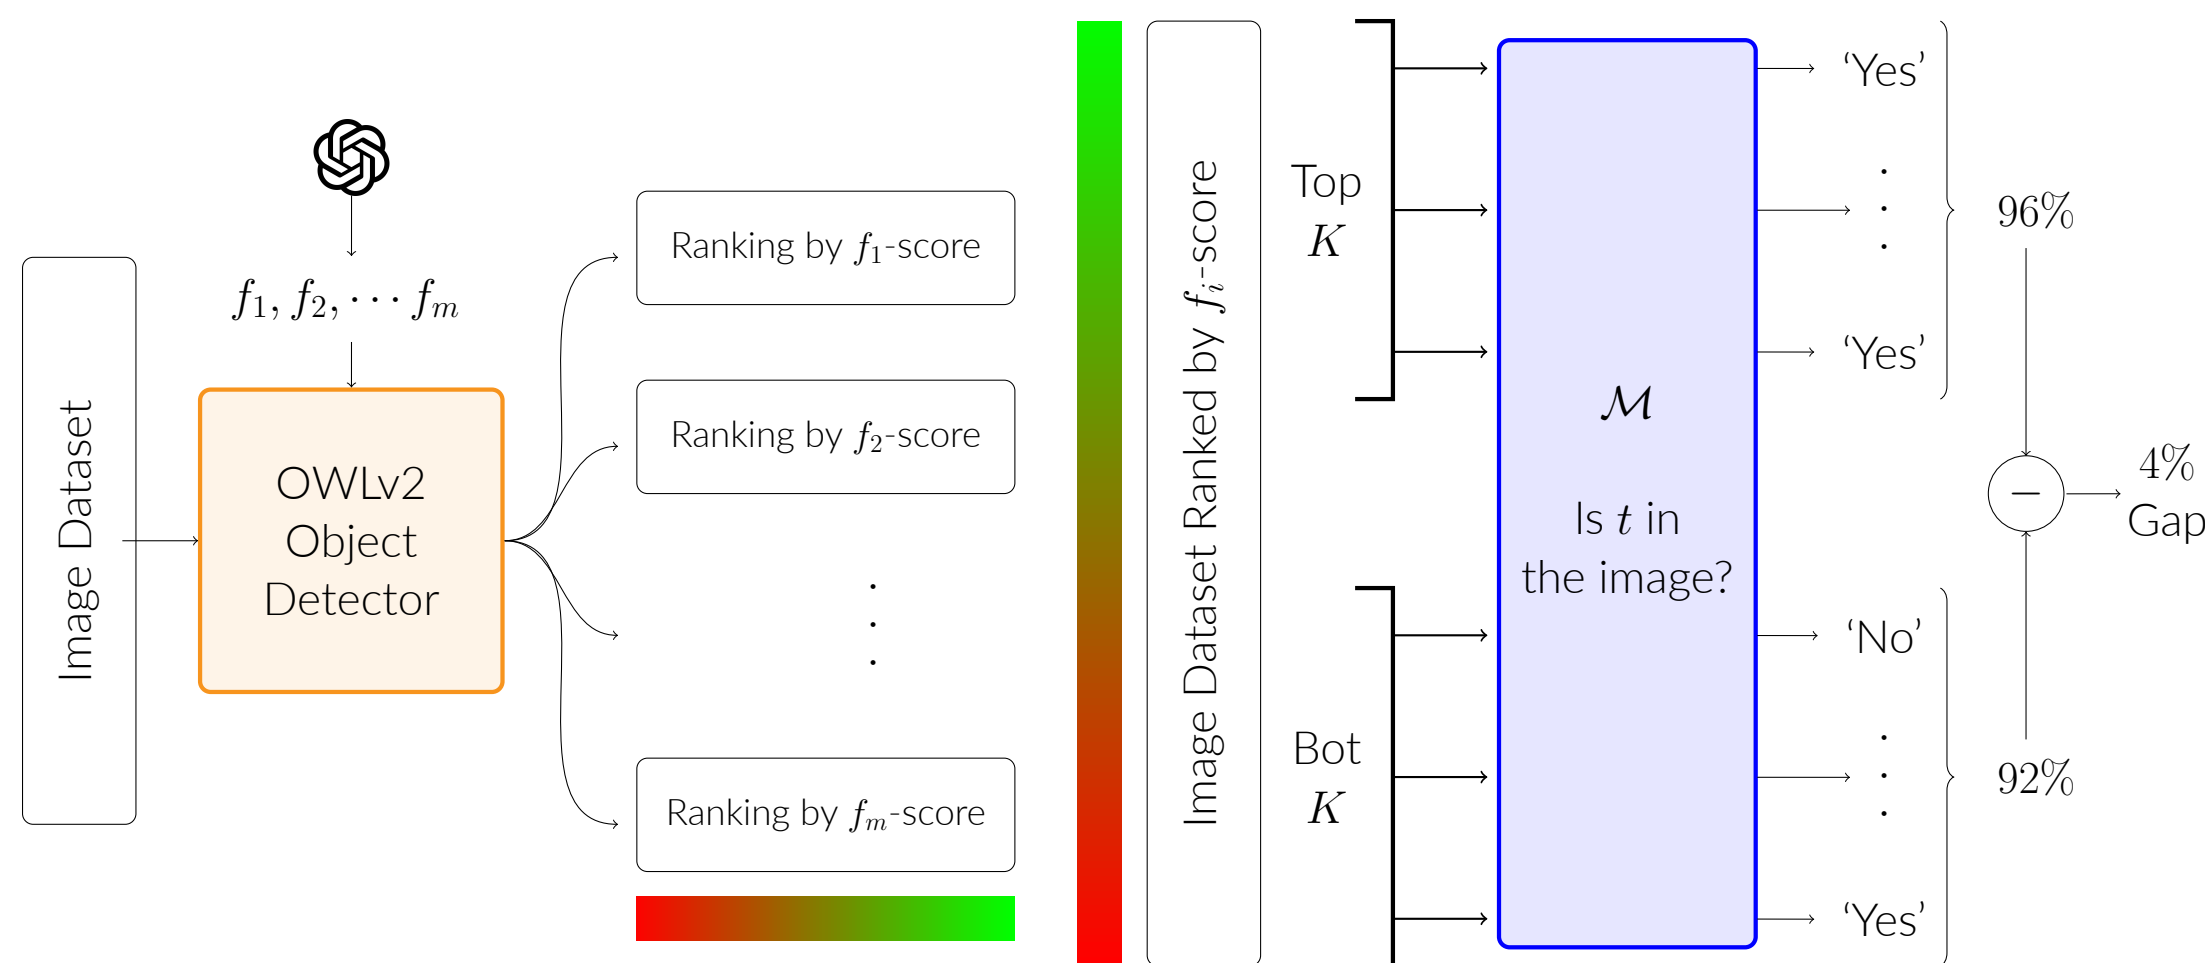 Image Dataset
f₁, f₂, ⋯ fₘ
OWLv2
Object
Detector
Ranking by f₁-score
Ranking by f₂-score
Ranking by fₘ-score
Image Dataset Ranked by fᵢ-score
Top
K
Bot
K
ℳ
Is t in
the image?
‘Yes’
‘Yes’
‘No’
‘Yes’
96%
92%
−
4%
Gap